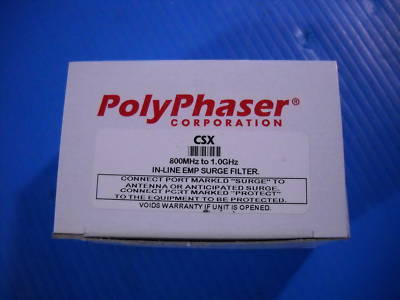 PolyPhaser®
CORPORATION
CSX
800MHz to 1.0GHz
IN-LINE EMP SURGE FILTER.
CONNECT PORT MARKED "SURGE" TO
ANTENNA OR ANTICIPATED SURGE.
CONNECT PORT MARKED "PROTECT"
TO THE EQUIPMENT TO BE PROTECTED.
VOIDS WARRANTY IF UNIT IS OPENED.